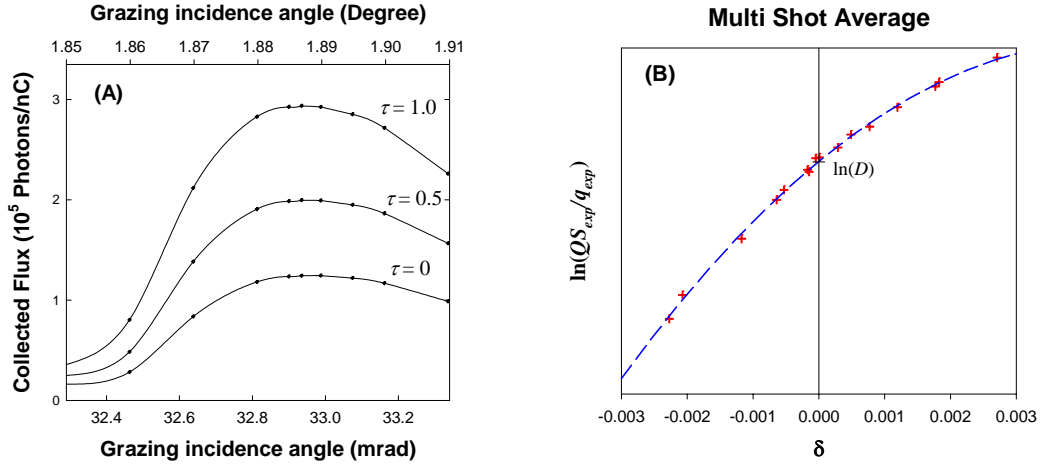 Grazing incidence angle (Degree)
1.85 1.86 1.87 1.88 1.89 1.90 1.91
(A)
τ = 1.0
τ = 0.5
τ = 0
3
2
1
0
Collected Flux (10⁵ Photons/nC)
32.4 32.6 32.8 33.0 33.2
Grazing incidence angle (mrad)
Multi Shot Average
(B)
ln(D)
ln(QS_exp/q_exp)
-0.003 -0.002 -0.001 0.000 0.001 0.002 0.003
δ